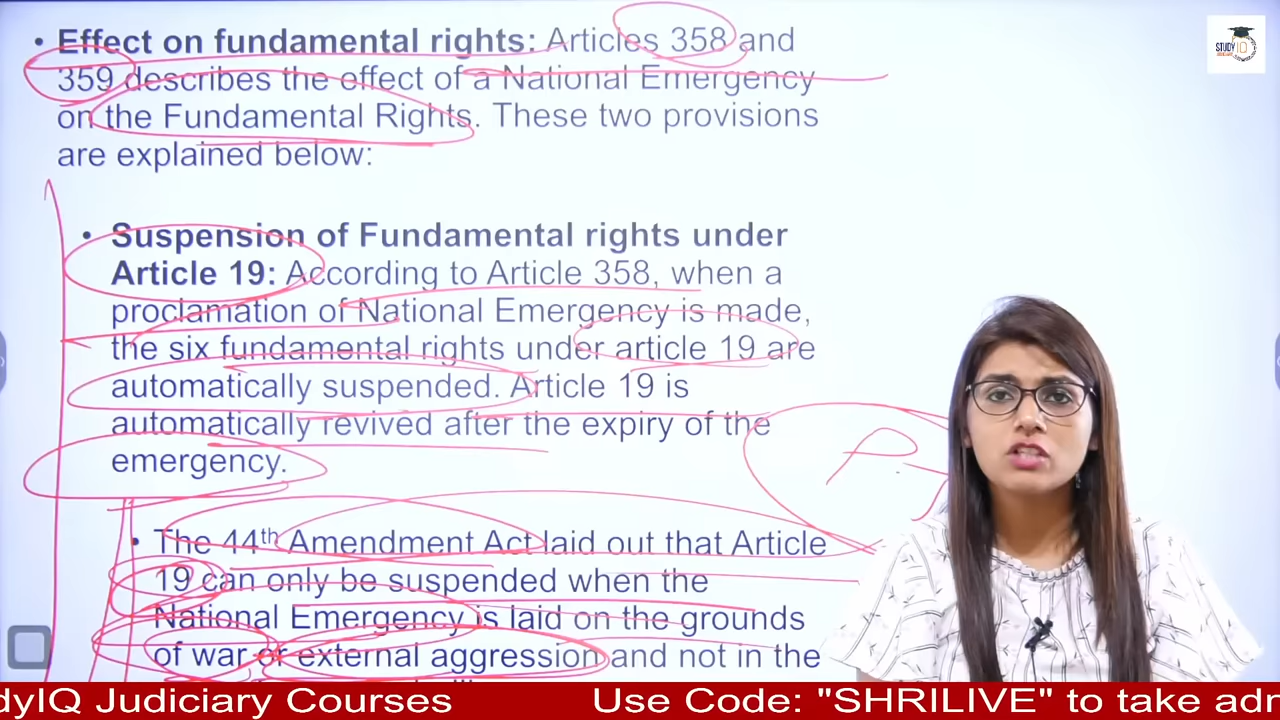 • Effect on fundamental rights: Articles 358 and
359 describes the effect of a National Emergency
on the Fundamental Rights. These two provisions
are explained below:
• Suspension of Fundamental rights under
Article 19: According to Article 358, when a
proclamation of National Emergency is made,
the six fundamental rights under article 19 are
automatically suspended. Article 19 is
automatically revived after the expiry of the
emergency.
• The 44th Amendment Act laid out that Article
19 can only be suspended when the
National Emergency is laid on the grounds
of war or external aggression and not in the
STUDY IQ
dyIQ Judiciary Courses Use Code: "SHRILIVE" to take adr